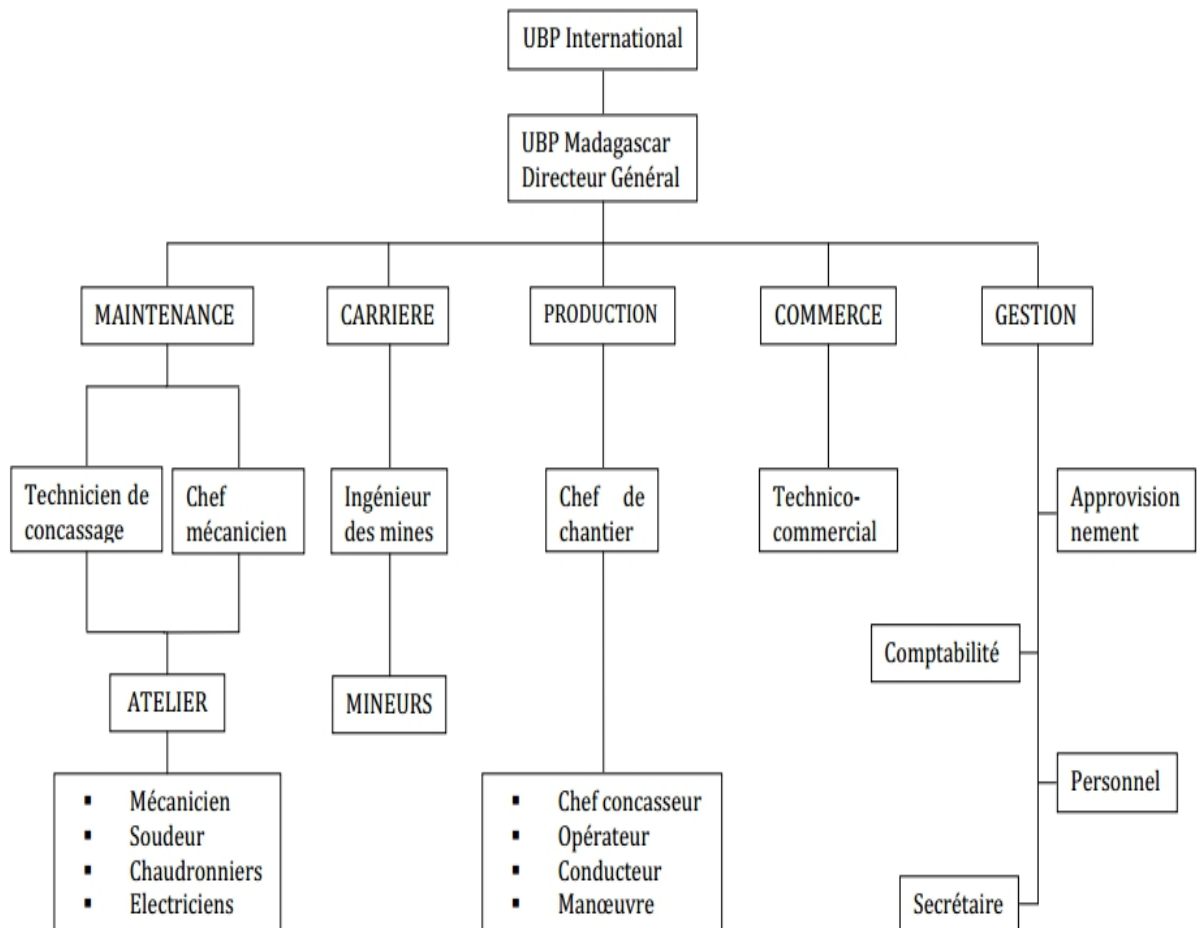 UBP International
UBP Madagascar
Directeur Général
MAINTENANCE
CARRIERE
PRODUCTION
COMMERCE
GESTION
Technicien de
concassage
Chef
mécanicien
Ingénieur
des mines
Chef de
chantier
Technico-
commercial
Approvision
nement
Comptabilité
ATELIER
MINEURS
Personnel
▪ Mécanicien
▪ Soudeur
▪ Chaudronniers
▪ Electriciens
▪ Chef concasseur
▪ Opérateur
▪ Conducteur
▪ Manœuvre
Secrétaire